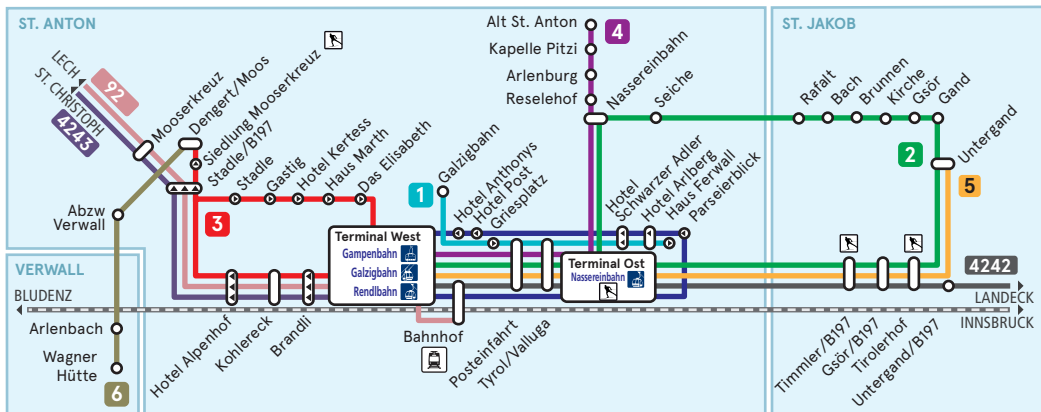 ST. ANTON
ST. JAKOB
VERWALL
LECH
ST. CHRISTOPH
92
4243
Mooserkreuz
Dengert/Moos
Siedlung Mooserkreuz
Stadle/B197
Stadle
Gastig
Hotel Kertess
Haus Marth
Das Elisabeth
3
Abzw
Verwall
Arlenbach
Wagner
Hütte
6
BLUDENZ
Hotel Alpenhof
Kohlereck
Brandli
Terminal West
Gampenbahn
Galzigbahn
Rendlbahn
Bahnhof
1
Galzigbahn
Hotel Anthonys
Hotel Post
Griesplatz
Posteinfahrt
Tyrol/Valluga
Alt St. Anton
Kapelle Pitzi
Arlenburg
Reselehof
4
Nassereinbahn
Seiche
Hotel
Schwarzer Adler
Hotel Arlberg
Haus Ferwall
Parseierblick
Terminal Ost
Nassereinbahn
Rafalt
Bach
Brunnen
Kirche
Gsör
Gand
Untergand
2
5
Timmler/B197
Gsör/B197
Tirolerhof
Untergand/B197
4242
LANDECK
INNSBRUCK